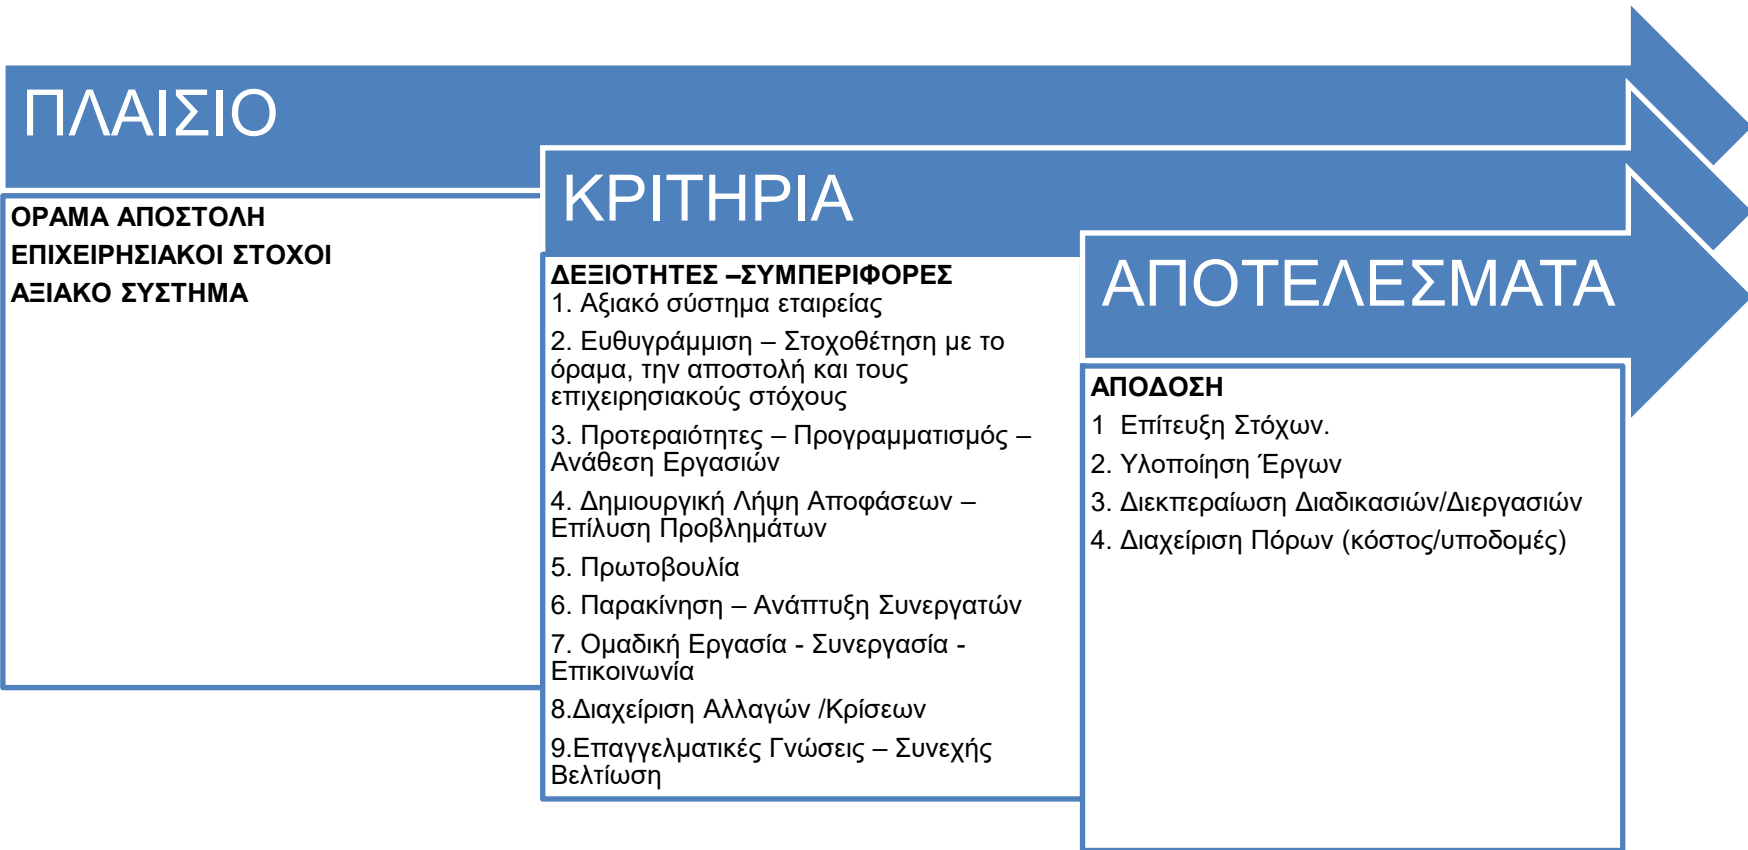 ΠΛΑΙΣΙΟ
ΟΡΑΜΑ ΑΠΟΣΤΟΛΗ
ΕΠΙΧΕΙΡΗΣΙΑΚΟΙ ΣΤΟΧΟΙ
ΑΞΙΑΚΟ ΣΥΣΤΗΜΑ
ΚΡΙΤΗΡΙΑ
ΔΕΞΙΟΤΗΤΕΣ –ΣΥΜΠΕΡΙΦΟΡΕΣ
1. Αξιακό σύστημα εταιρείας
2. Ευθυγράμμιση – Στοχοθέτηση με το
όραμα, την αποστολή και τους
επιχειρησιακούς στόχους
3. Προτεραιότητες – Προγραμματισμός –
Ανάθεση Εργασιών
4. Δημιουργική Λήψη Αποφάσεων –
Επίλυση Προβλημάτων
5. Πρωτοβουλία
6. Παρακίνηση – Ανάπτυξη Συνεργατών
7. Ομαδική Εργασία - Συνεργασία -
Επικοινωνία
8.Διαχείριση Αλλαγών /Κρίσεων
9.Επαγγελματικές Γνώσεις – Συνεχής
Βελτίωση
ΑΠΟΤΕΛΕΣΜΑΤΑ
ΑΠΟΔΟΣΗ
1 Επίτευξη Στόχων.
2. Υλοποίηση Έργων
3. Διεκπεραίωση Διαδικασιών/Διεργασιών
4. Διαχείριση Πόρων (κόστος/υποδομές)